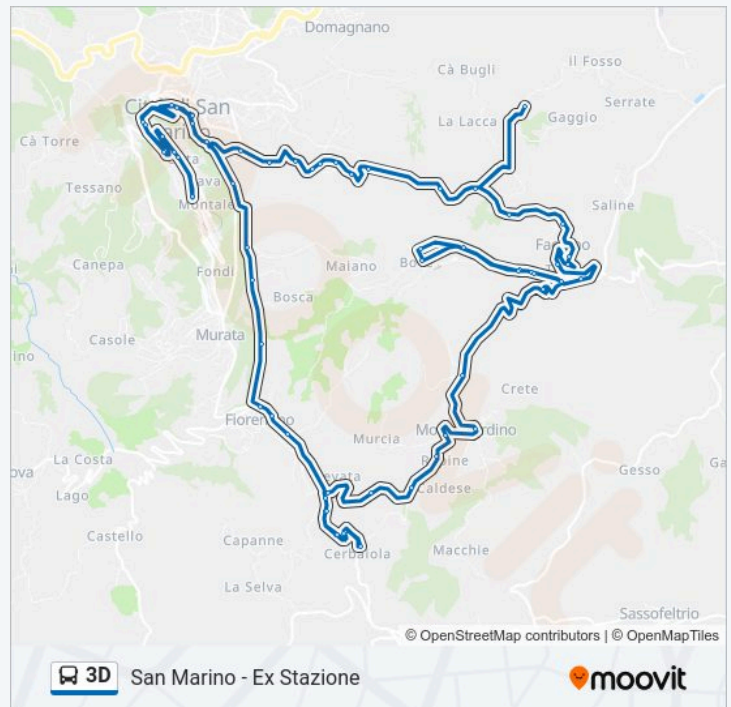 Domagnano
Cà Bugli
Il Fosso
San
Serrate
La Lacca
Gaggio
Cà Torre
Tessano
Montale
Saline
Canepa
Fondi
Maiano
Bosca
Casole
Murata
Crete
Fiorentino
Murcia
La Costa
Gesso
Lago
Caldese
Castello
Capanne
Cerbaiola
Macchie
La Selva
Sassofeltrio
© OpenStreetMap contributors | © OpenMapTiles
3D San Marino - Ex Stazione
moovit